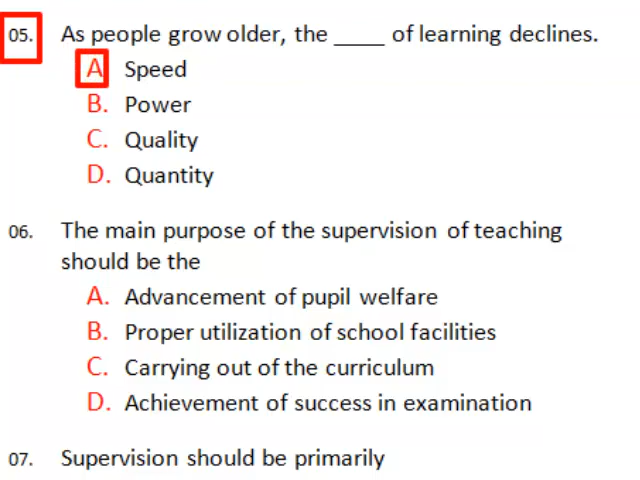 05. As people grow older, the ____ of learning declines.
A Speed
B. Power
C. Quality
D. Quantity
06. The main purpose of the supervision of teaching
should be the
A. Advancement of pupil welfare
B. Proper utilization of school facilities
C. Carrying out of the curriculum
D. Achievement of success in examination
07. Supervision should be primarily